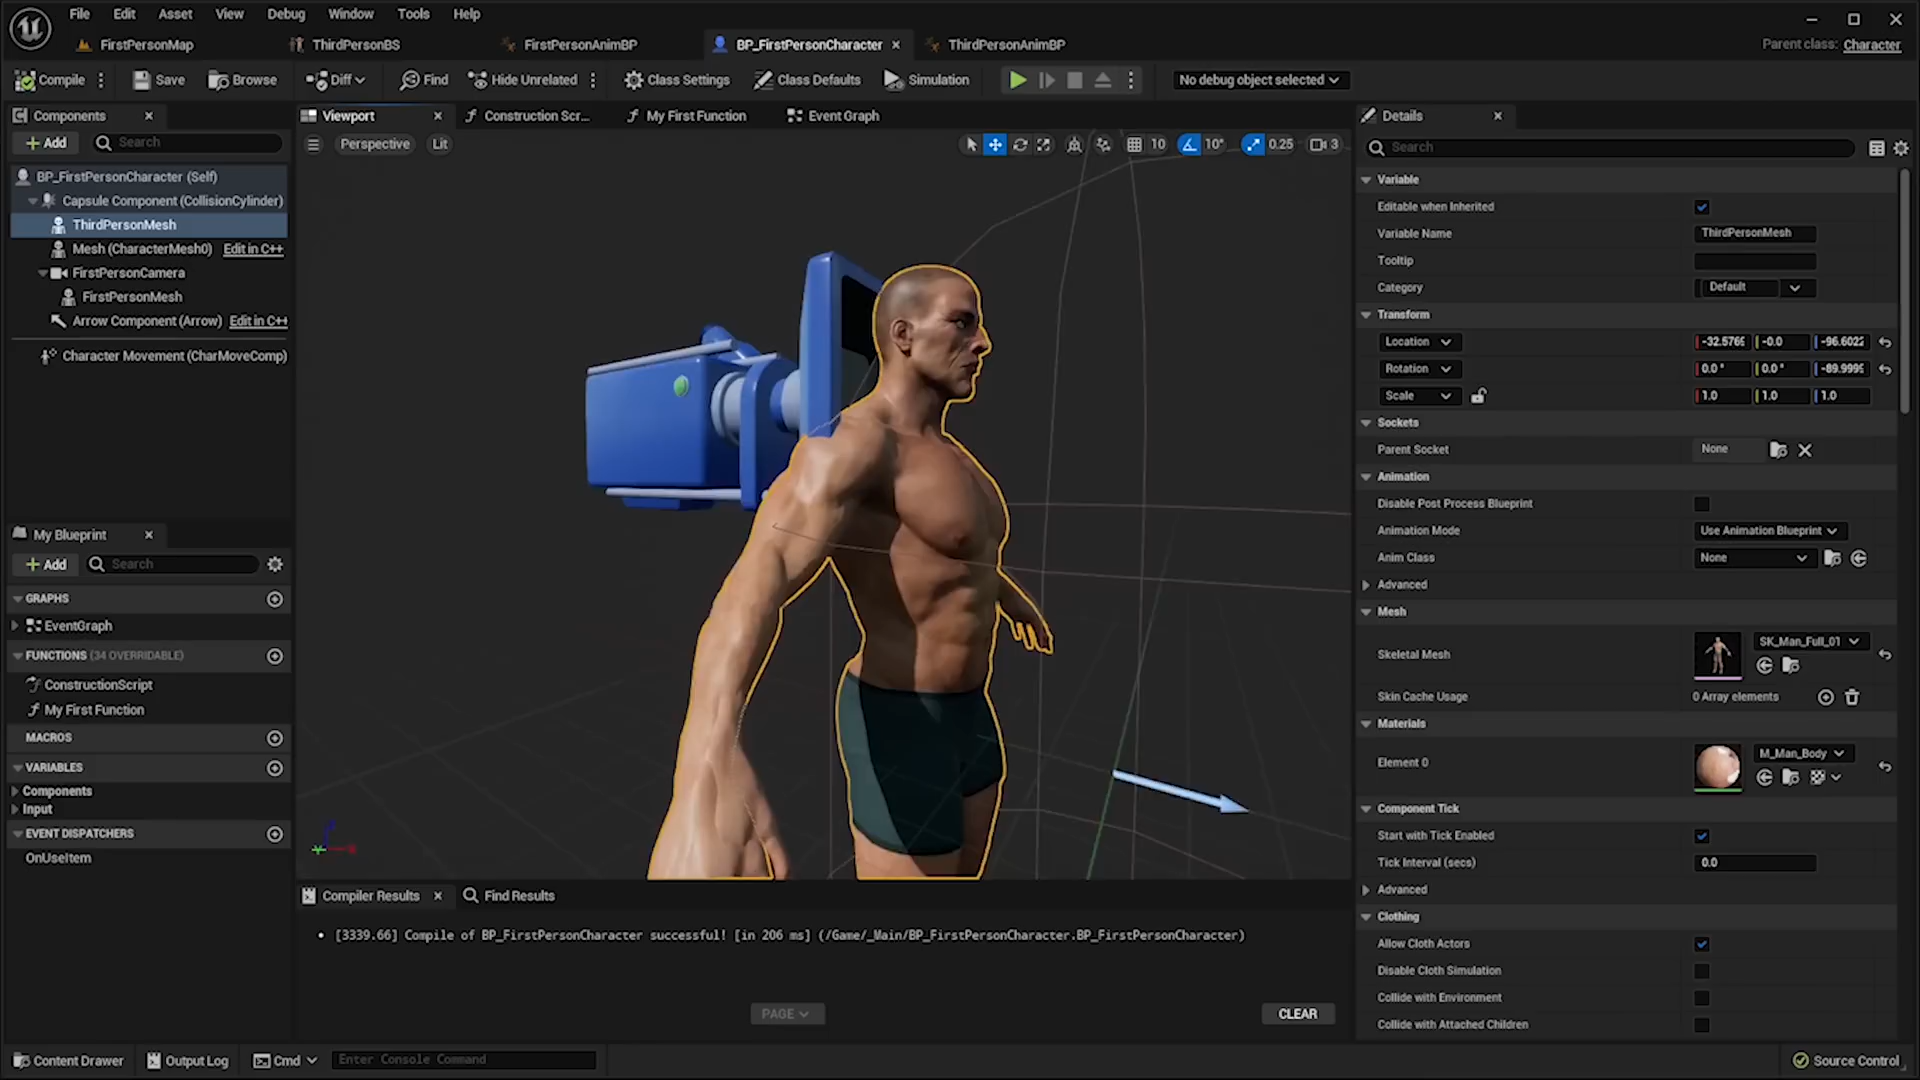 File Edit Asset View Debug Window Tools Help
FirstPersonMap ThirdPersonBS FirstPersonAnimBP BP_FirstPersonCharacter ThirdPersonAnimBP
Parent class: Character
Compile Save Browse Diff Find Hide Unrelated Class Settings Class Defaults Simulation No debug object selected
Components
Add Search
BP_FirstPersonCharacter (Self)
Capsule Component (CollisionCylinder)
ThirdPersonMesh
Mesh (CharacterMesh0) Edit in C++
FirstPersonCamera
FirstPersonMesh
Arrow Component (Arrow) Edit in C++
Character Movement (CharMoveComp)
My Blueprint
Add Search
GRAPHS
EventGraph
FUNCTIONS (34 OVERRIDABLE)
ConstructionScript
My First Function
MACROS
VARIABLES
Components
Input
EVENT DISPATCHERS
OnUseItem
Viewport Construction Scr... My First Function Event Graph
Perspective Lit 10 10° 0.25 3
Compiler Results Find Results
[3339.66] Compile of BP_FirstPersonCharacter successful! [in 206 ms] (/Game/_Main/BP_FirstPersonCharacter.BP_FirstPersonCharacter)
PAGE CLEAR
Details
Search
Variable
Editable when Inherited
Variable Name ThirdPersonMesh
Tooltip
Category Default
Transform
Location -32.5769 -0.0 -96.6022
Rotation 0.0° 0.0° -89.9999
Scale 1.0 1.0 1.0
Sockets
Parent Socket None
Animation
Disable Post Process Blueprint
Animation Mode Use Animation Blueprint
Anim Class None
Advanced
Mesh
Skeletal Mesh SK_Man_Full_01
Skin Cache Usage 0 Array elements
Materials
Element 0 M_Man_Body
Component Tick
Start with Tick Enabled
Tick Interval (secs) 0.0
Advanced
Clothing
Allow Cloth Actors
Disable Cloth Simulation
Collide with Environment
Collide with Attached Children
Content Drawer Output Log Cmd Enter Console Command Source Control